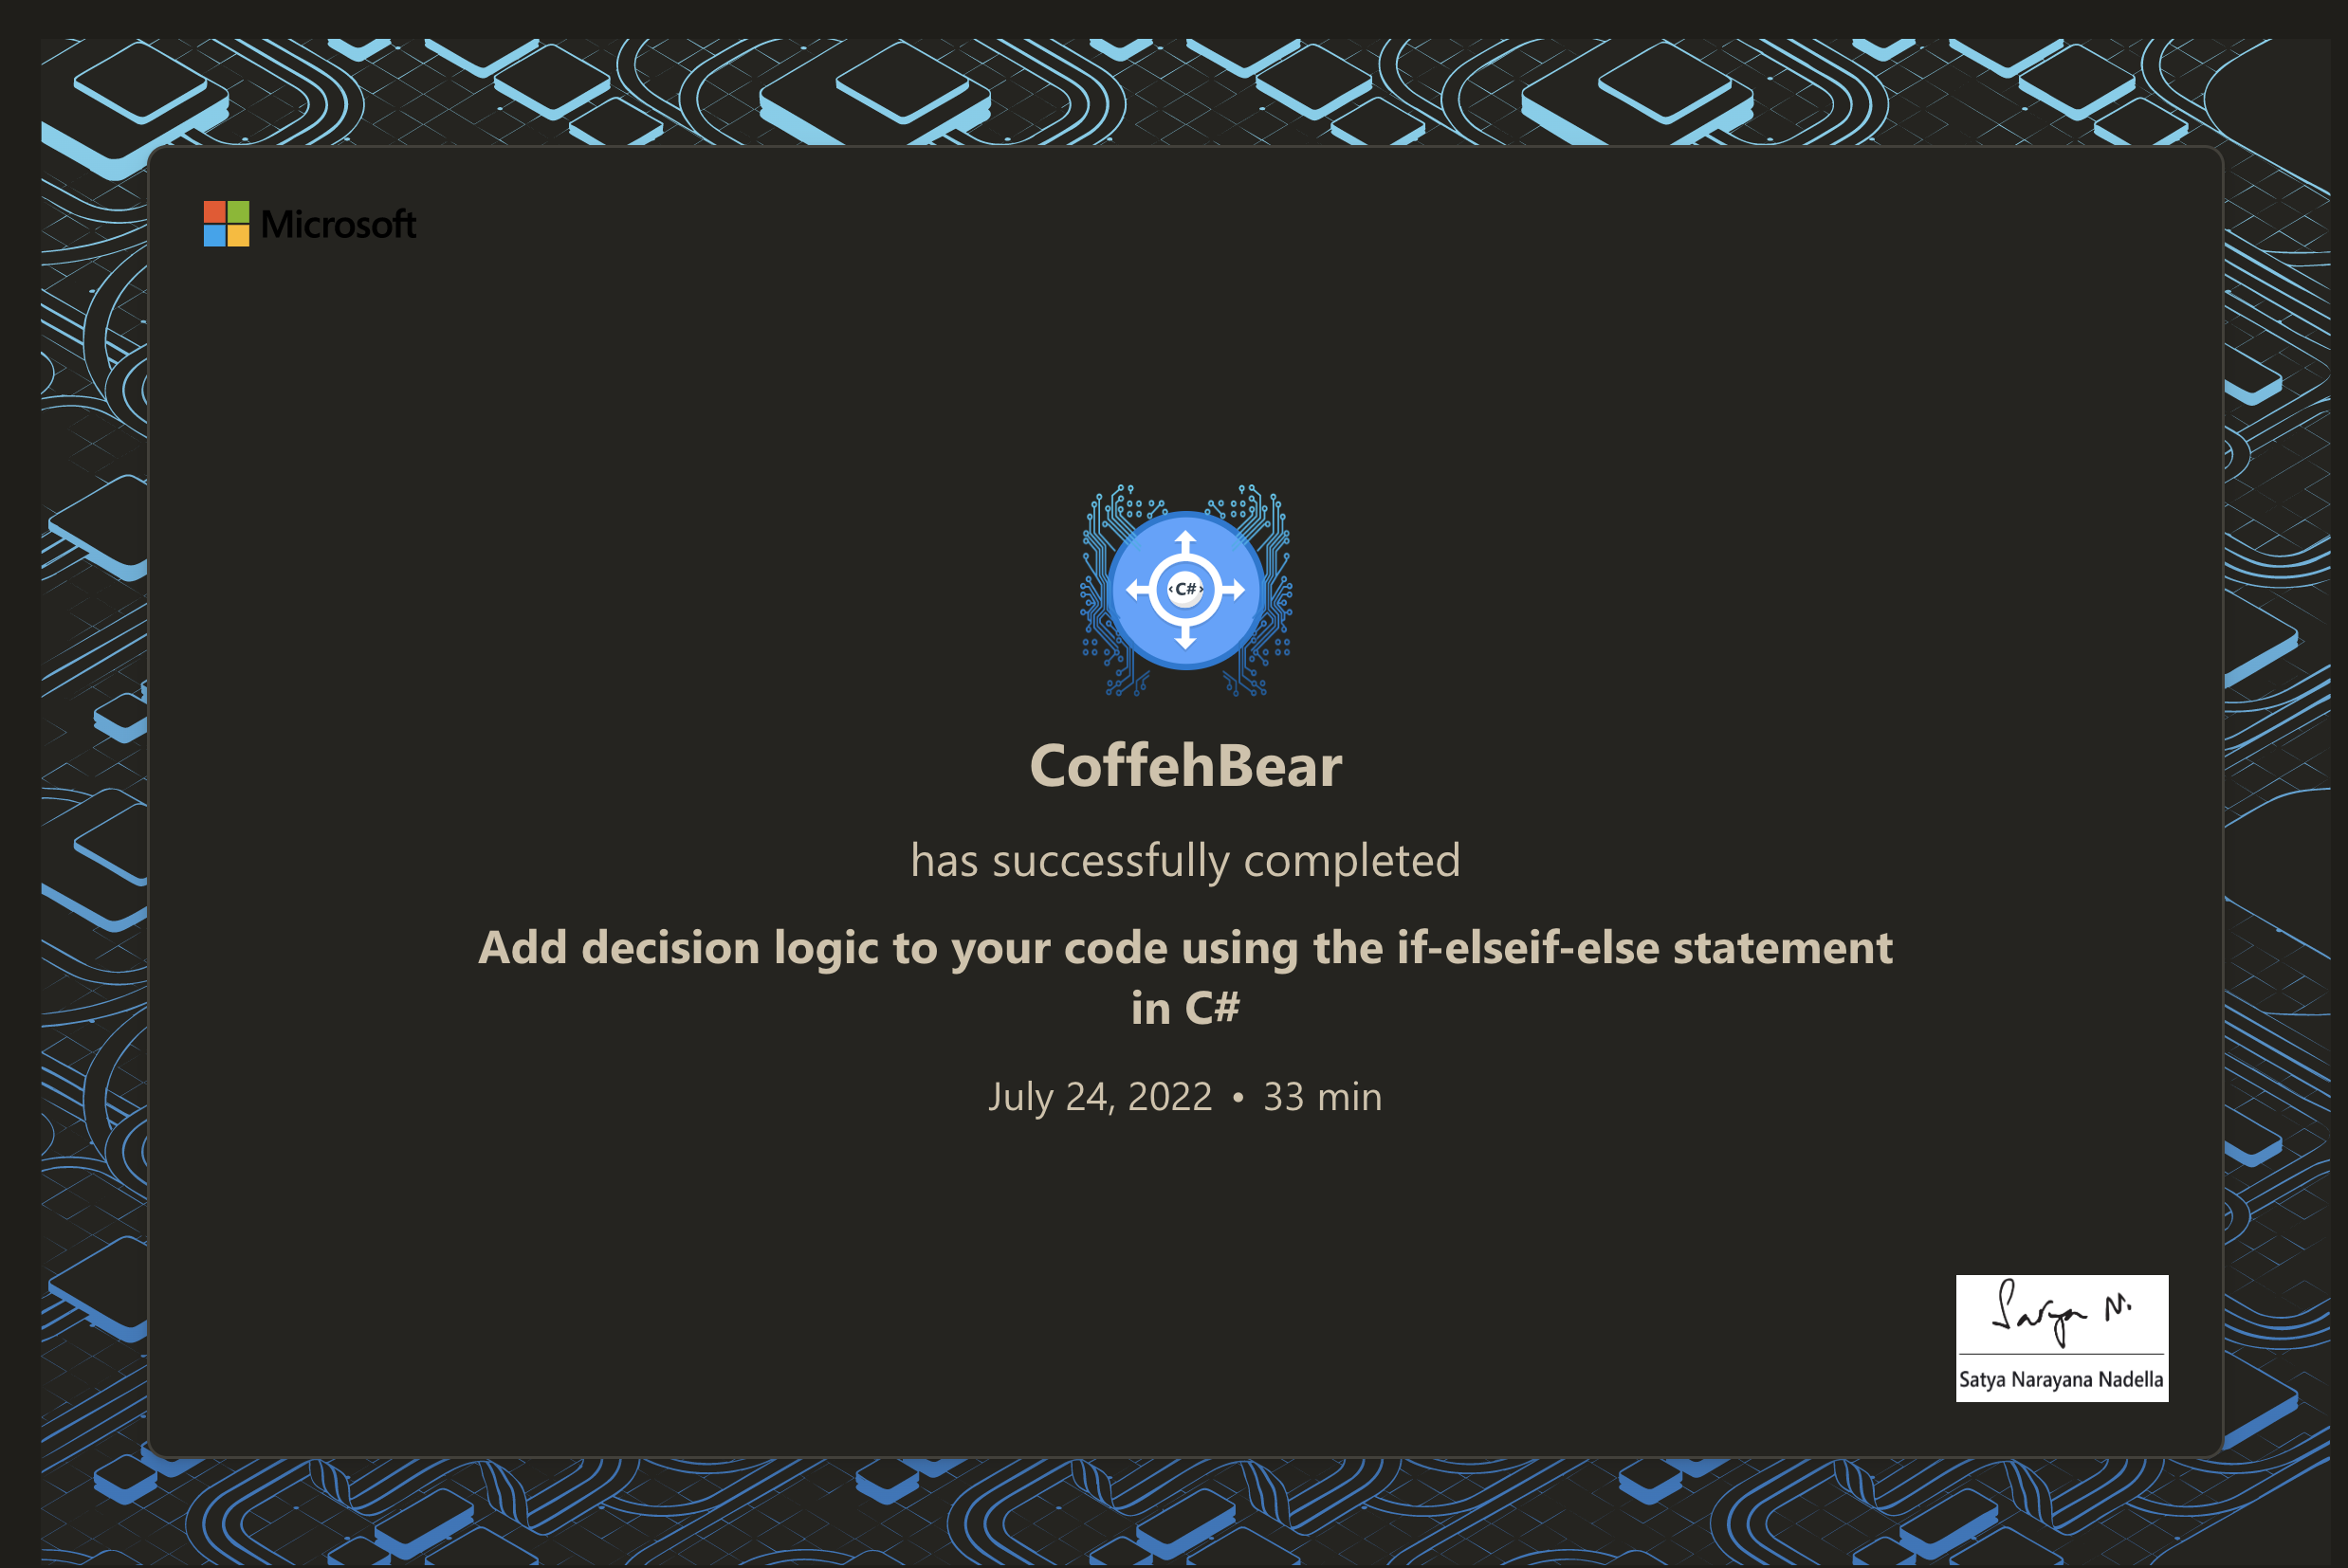 Microsoft
‹C#›
CoffehBear
has successfully completed
Add decision logic to your code using the if-elseif-else statement
in C#
July 24, 2022 • 33 min
Satya N.
Satya Narayana Nadella